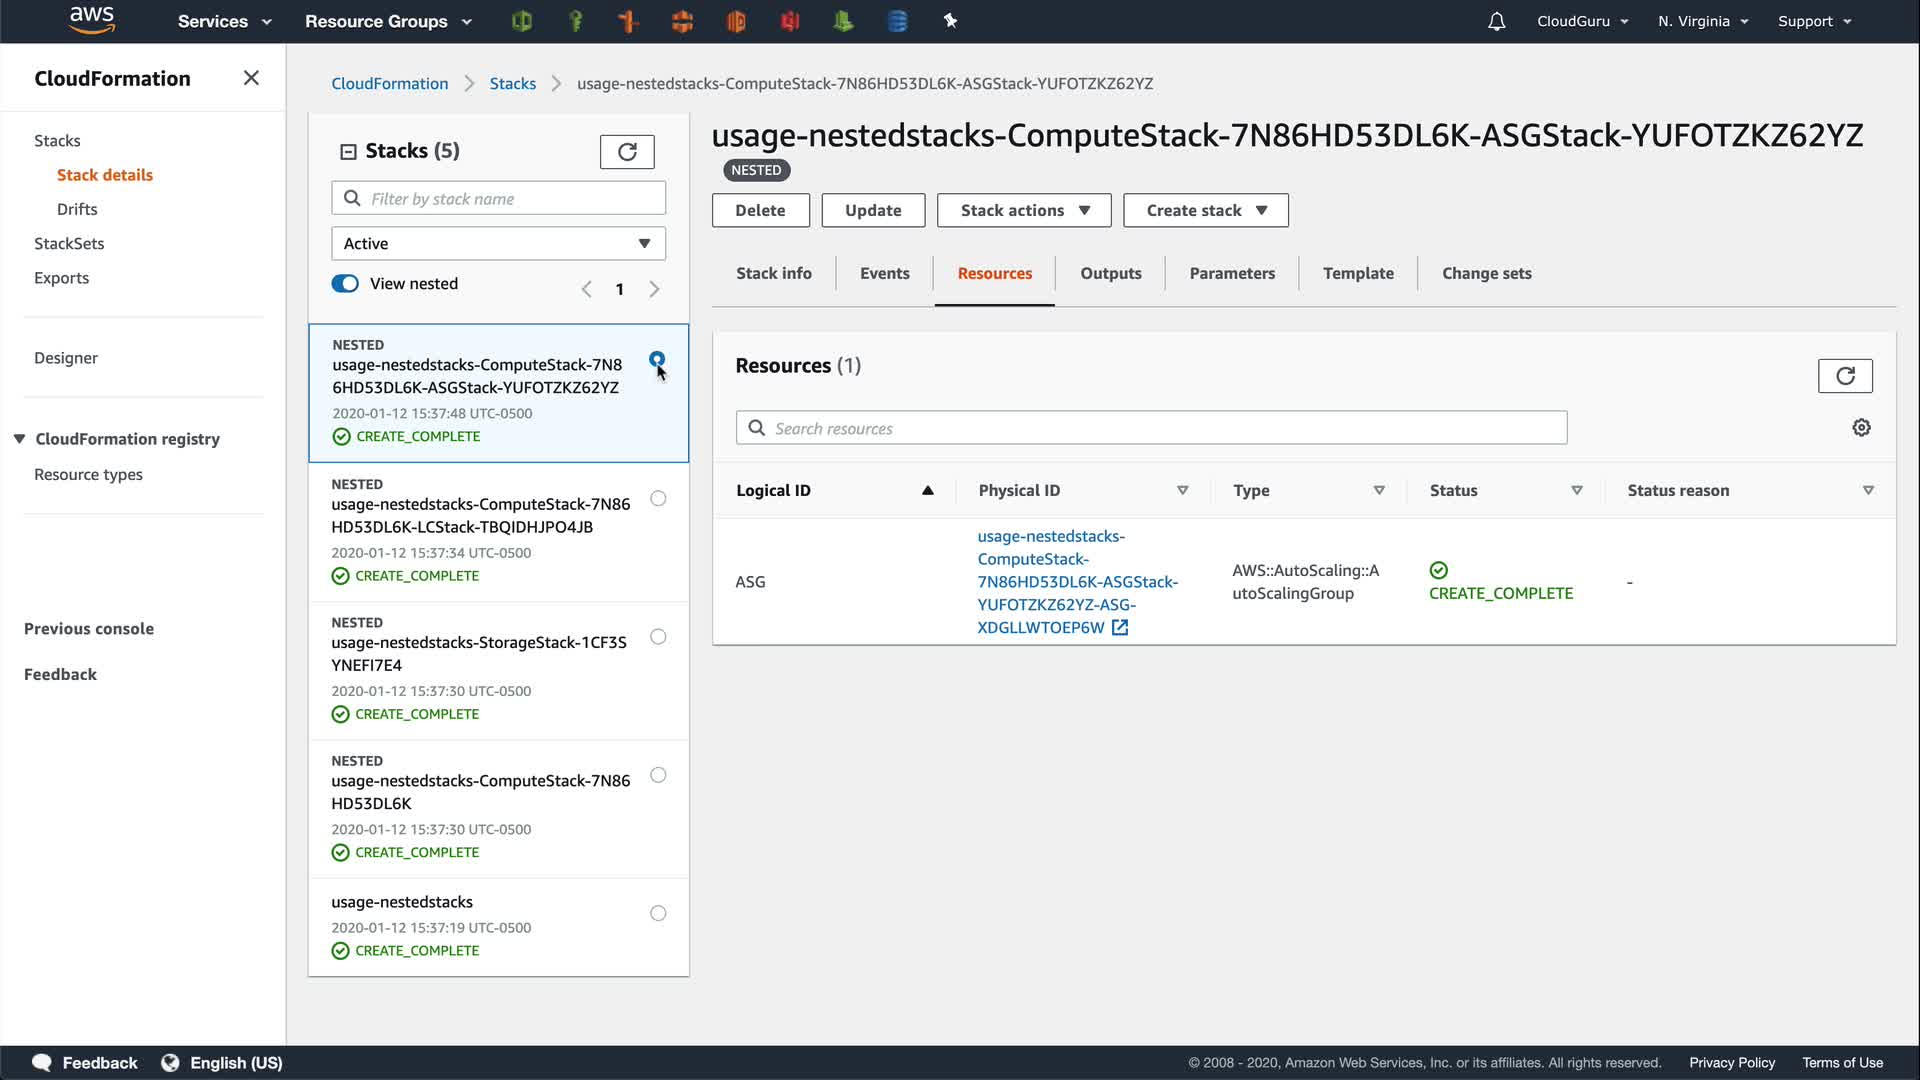 aws
Services
Resource Groups
CloudGuru
N. Virginia
Support
CloudFormation
Stacks
Stack details
Drifts
StackSets
Exports
Designer
CloudFormation registry
Resource types
Previous console
Feedback
CloudFormation
Stacks
usage-nestedstacks-ComputeStack-7N86HD53DL6K-ASGStack-YUFOTZKZ62YZ
Stacks (5)
Filter by stack name
Active
View nested
1
NESTED
usage-nestedstacks-ComputeStack-7N8
6HD53DL6K-ASGStack-YUFOTZKZ62YZ
2020-01-12 15:37:48 UTC-0500
CREATE_COMPLETE
NESTED
usage-nestedstacks-ComputeStack-7N86
HD53DL6K-LCStack-TBQIDHJPO4JB
2020-01-12 15:37:34 UTC-0500
CREATE_COMPLETE
NESTED
usage-nestedstacks-StorageStack-1CF3S
YNEFI7E4
2020-01-12 15:37:30 UTC-0500
CREATE_COMPLETE
NESTED
usage-nestedstacks-ComputeStack-7N86
HD53DL6K
2020-01-12 15:37:30 UTC-0500
CREATE_COMPLETE
usage-nestedstacks
2020-01-12 15:37:19 UTC-0500
CREATE_COMPLETE
usage-nestedstacks-ComputeStack-7N86HD53DL6K-ASGStack-YUFOTZKZ62YZ
NESTED
Delete
Update
Stack actions
Create stack
Stack info
Events
Resources
Outputs
Parameters
Template
Change sets
Resources (1)
Search resources
Logical ID
Physical ID
Type
Status
Status reason
ASG
usage-nestedstacks-
ComputeStack-
7N86HD53DL6K-ASGStack-
YUFOTZKZ62YZ-ASG-
XDGLLWTOEP6W
AWS::AutoScaling::A
utoScalingGroup
CREATE_COMPLETE
-
Feedback
English (US)
© 2008 - 2020, Amazon Web Services, Inc. or its affiliates. All rights reserved.
Privacy Policy
Terms of Use